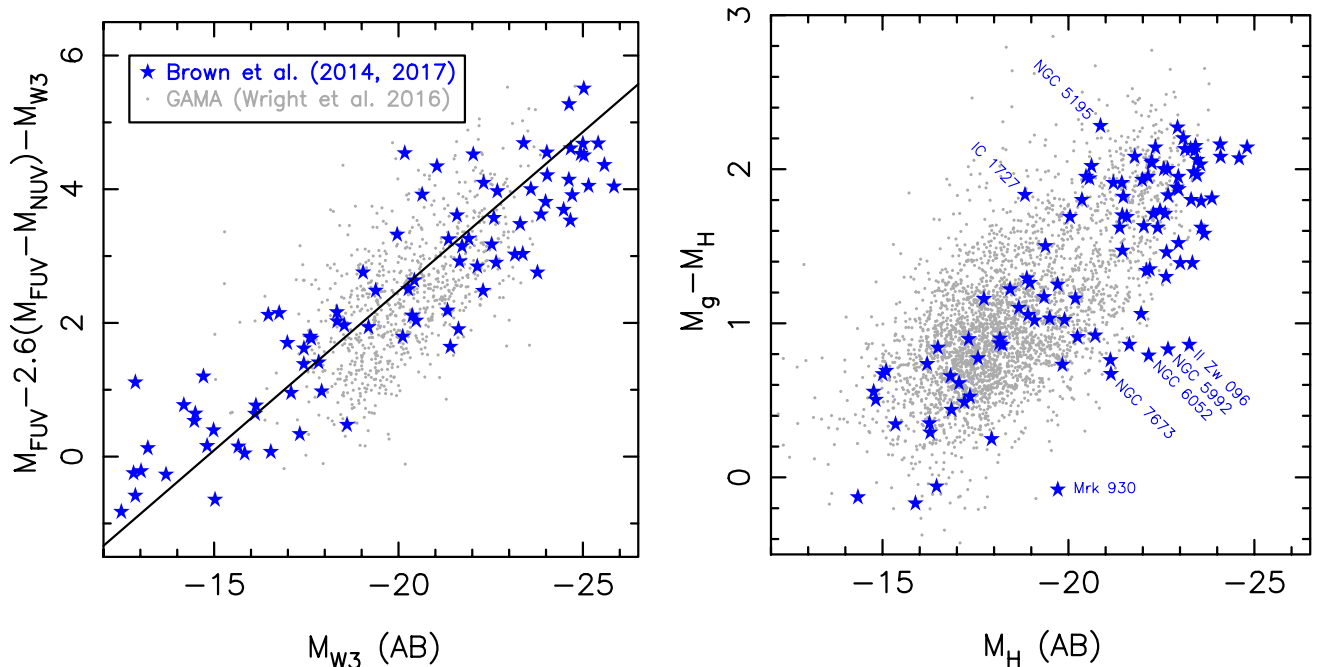 Brown et al. (2014, 2017)
GAMA (Wright et al. 2016)
M_FUV−2.6(M_FUV−M_NUV)−M_W3
6
4
2
0
−15
−20
−25
M_W3 (AB)
M_g−M_H
3
2
1
0
NGC 5195
IC 1727
II Zw 096
NGC 5992
NGC 6052
NGC 7673
Mrk 930
−15
−20
−25
M_H (AB)